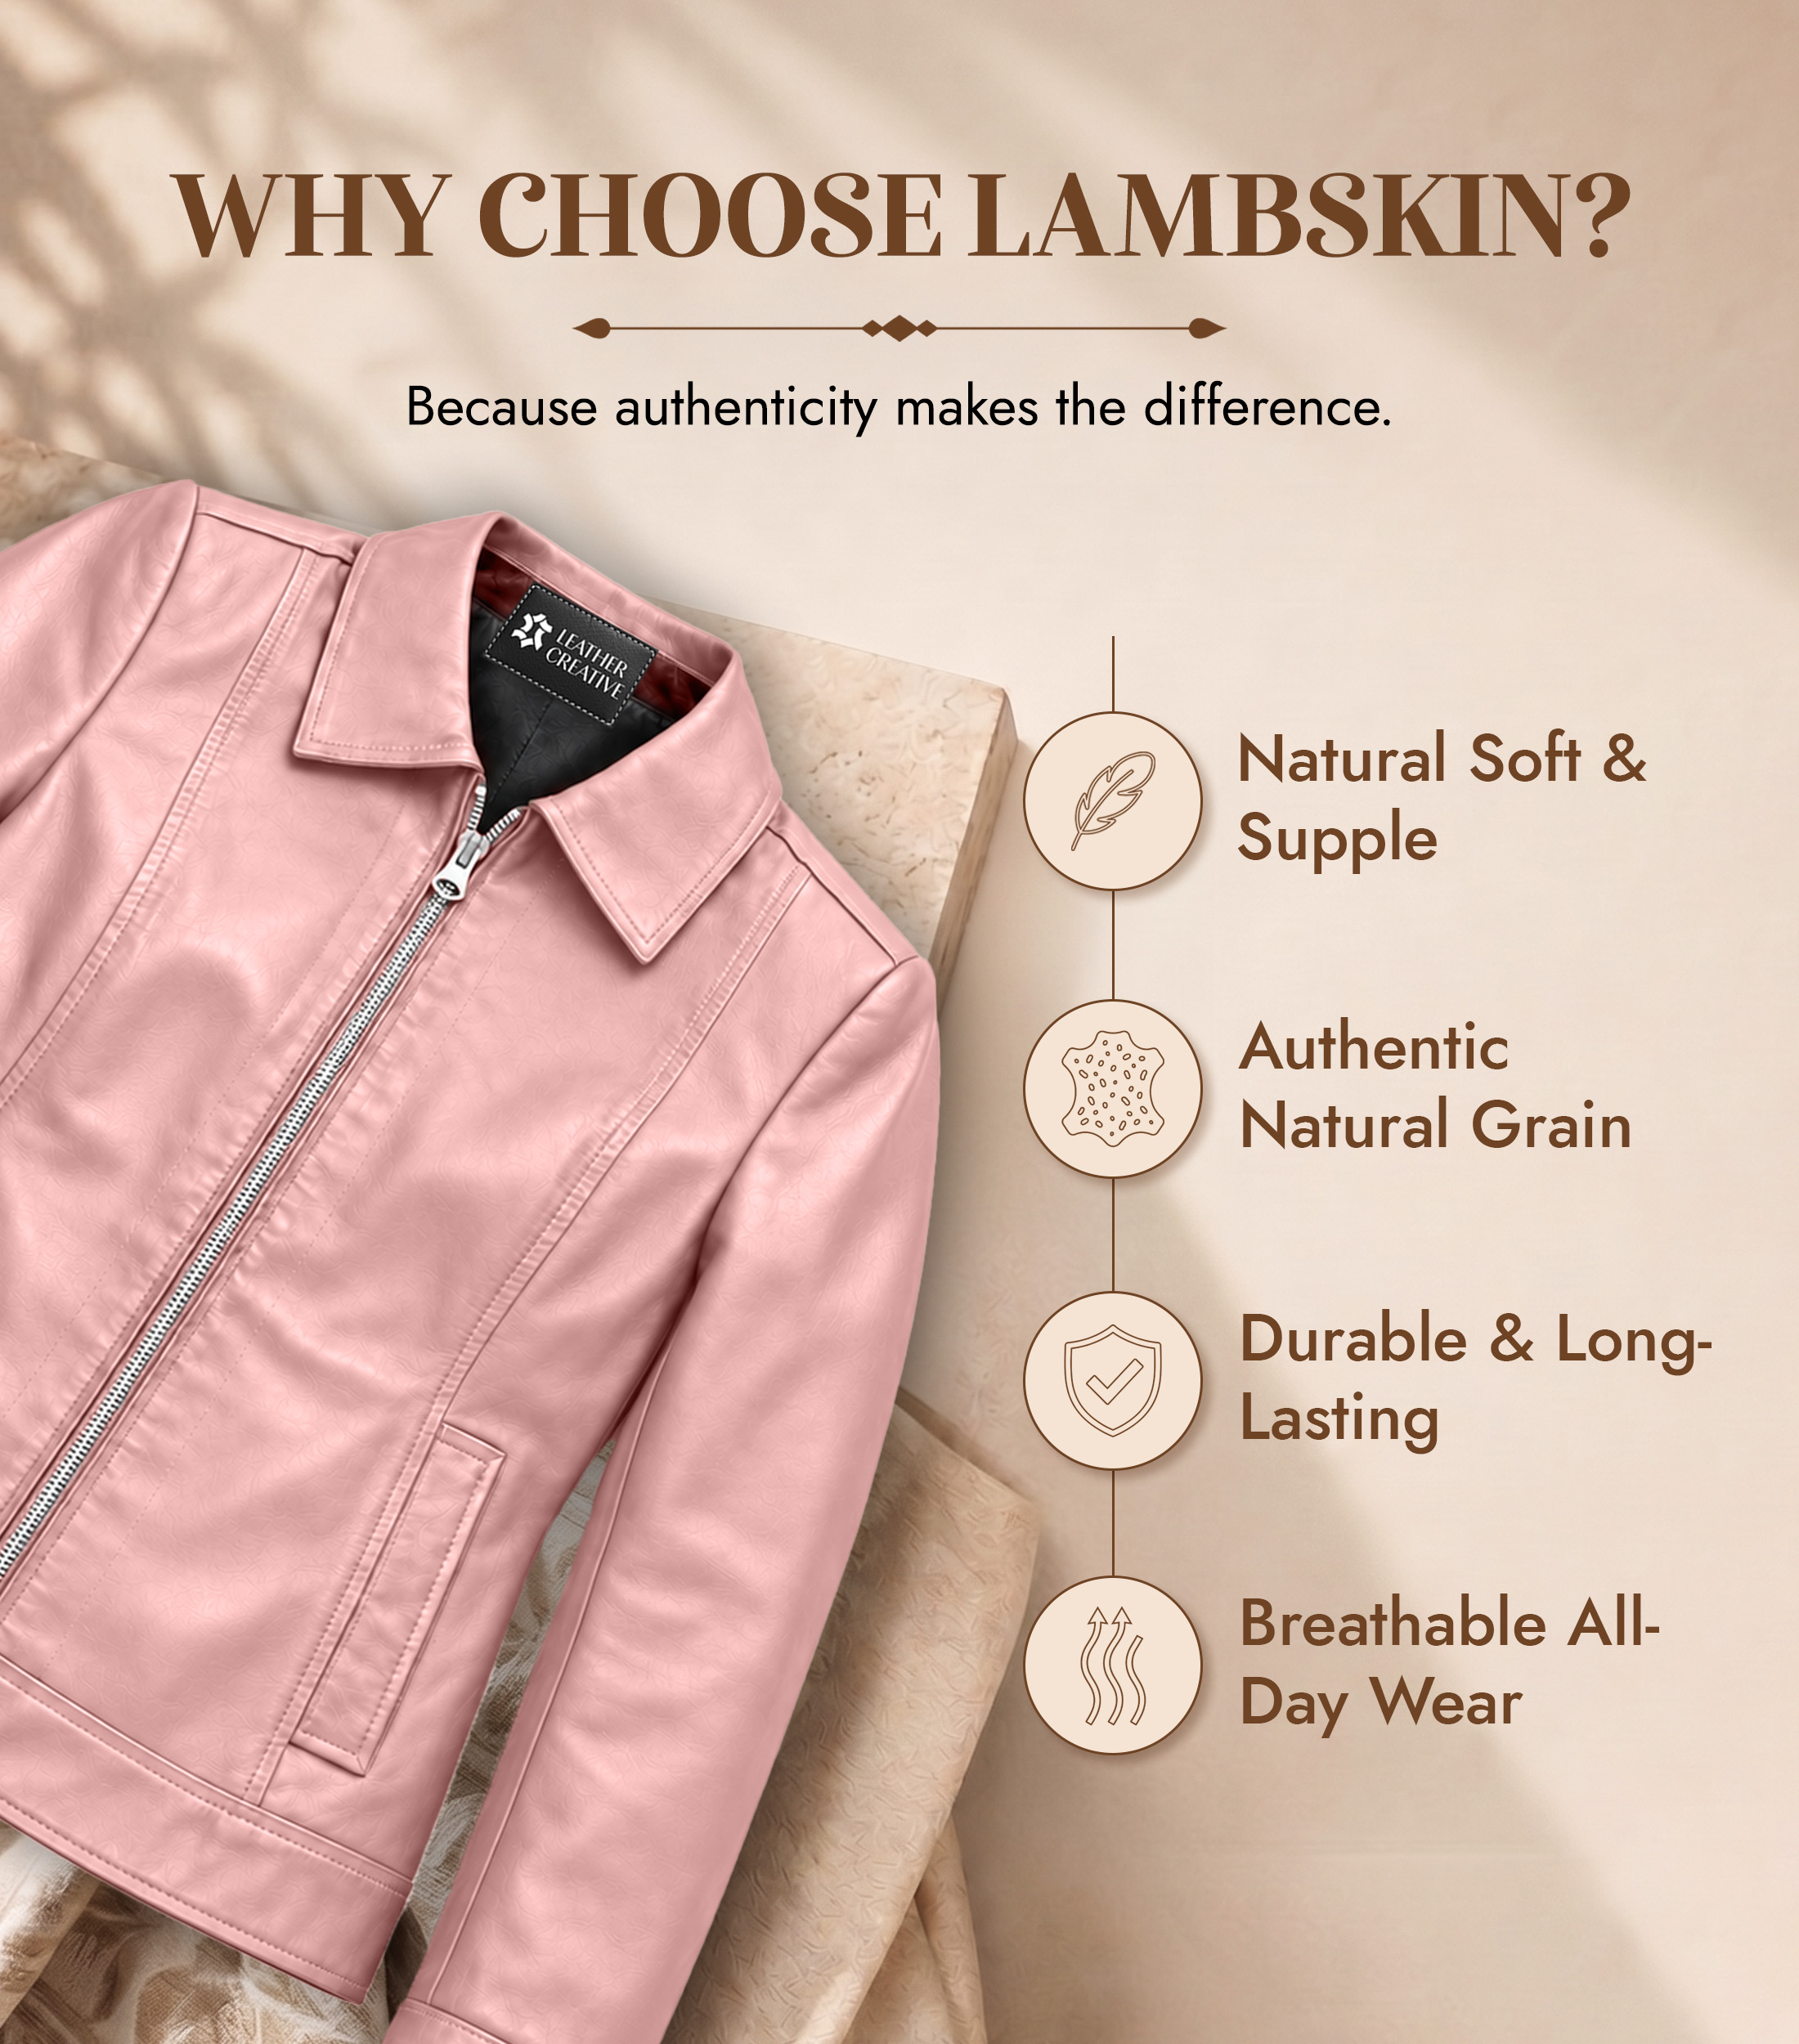 WHY CHOOSE LAMBSKIN?
Because authenticity makes the difference.
LEATHER
CREATIVE
Natural Soft &
Supple
Authentic
Natural Grain
Durable & Long-
Lasting
Breathable All-
Day Wear